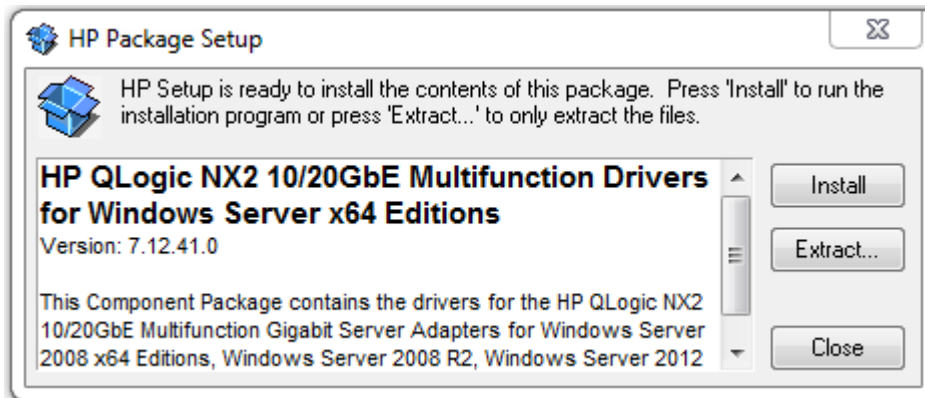 HP Package Setup
HP Setup is ready to install the contents of this package. Press 'Install' to run the
installation program or press 'Extract...' to only extract the files.
HP QLogic NX2 10/20GbE Multifunction Drivers
for Windows Server x64 Editions
Version: 7.12.41.0
This Component Package contains the drivers for the HP QLogic NX2
10/20GbE Multifunction Gigabit Server Adapters for Windows Server
2008 x64 Editions, Windows Server 2008 R2, Windows Server 2012
Install
Extract...
Close